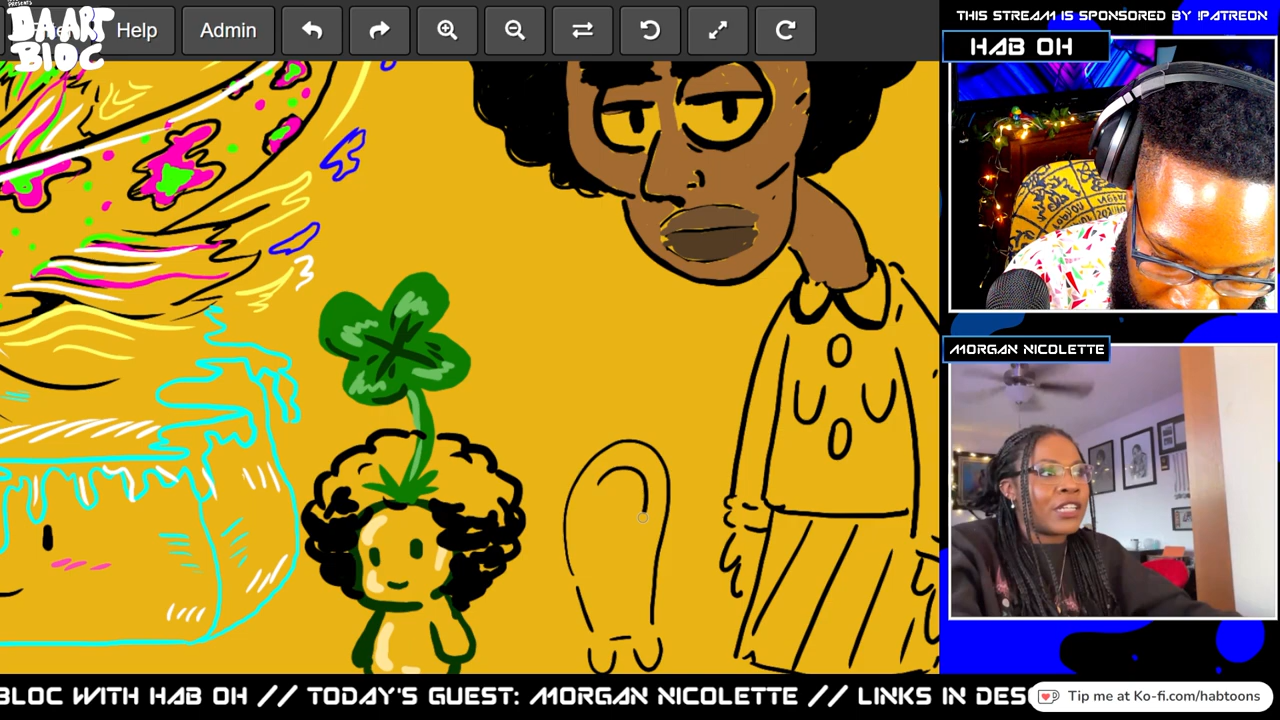 PRESENTS
DA ART
BLOC
Help
Admin
THIS STREAM IS SPONSORED BY !PATREON
HAB OH
MORGAN NICOLETTE
BLOC WITH HAB OH // TODAY'S GUEST: MORGAN NICOLETTE // LINKS IN DES
Tip me at Ko-fi.com/habtoons